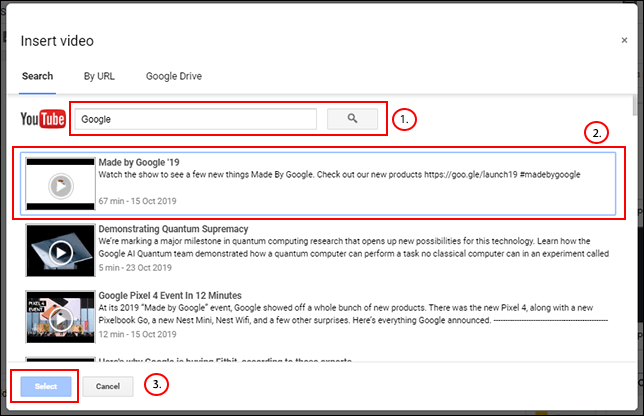 Insert video
×
Search By URL Google Drive
YouTube Google 1.
2.
Made by Google '19
Watch the show to see a few new things Made By Google. Check out our new products https://goo.gle/launch19 #madebygoogle
67 min - 15 Oct 2019
Demonstrating Quantum Supremacy
We're marking a major milestone in quantum computing research that opens up new possibilities for this technology. Learn how the
Google AI Quantum team demonstrated how a quantum computer can perform a task no classical computer can in an experiment called
5 min - 23 Oct 2019
PIXEL 4
EVENT
Google Pixel 4 Event In 12 Minutes
At its 2019 "Made by Google" event, Google showed off a whole bunch of new products. There was the new Pixel 4, along with a new
Pixelbook Go, a new Nest Mini, Nest Wifi, and a few other surprises. Here's everything Google announced. ----------------------------------------
12 min - 15 Oct 2019
Here's why Google is buying Fitbit, according to these experts
Select Cancel 3.